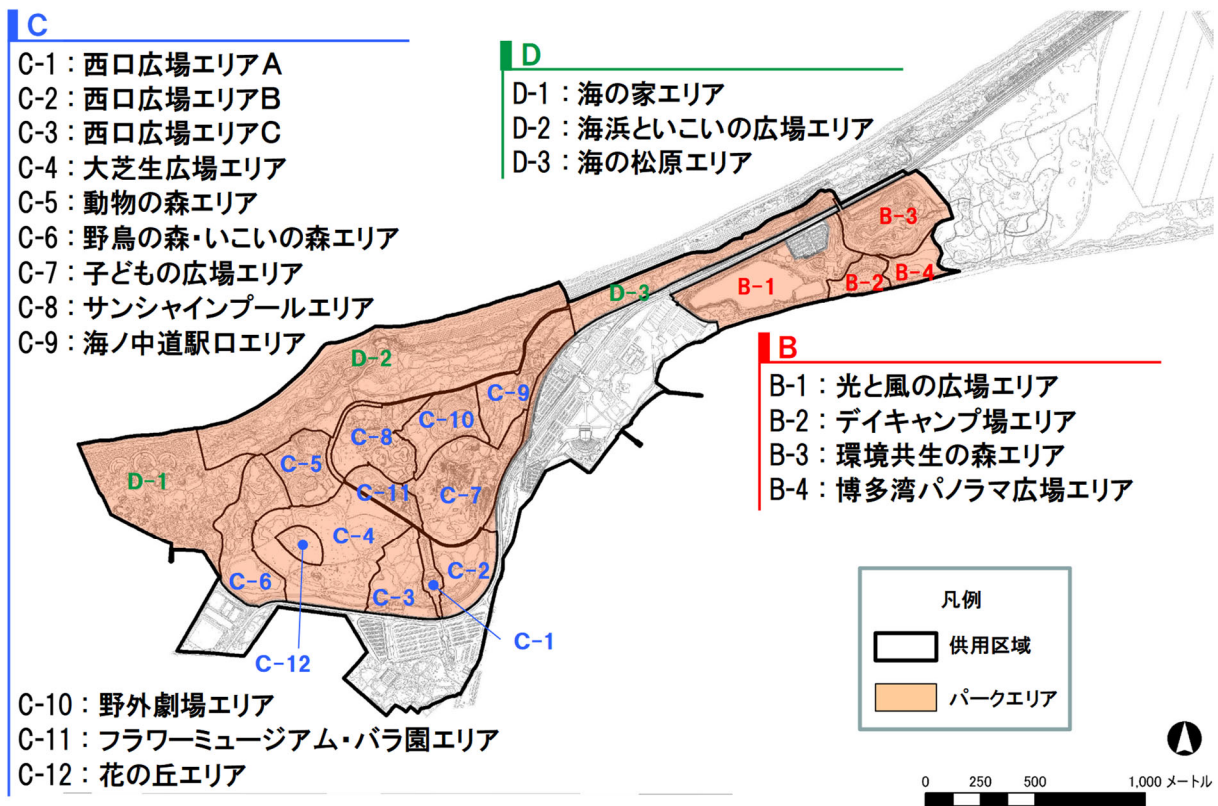 C
C-1：西口広場エリアA
C-2：西口広場エリアB
C-3：西口広場エリアC
C-4：大芝生広場エリア
C-5：動物の森エリア
C-6：野鳥の森・いこいの森エリア
C-7：子どもの広場エリア
C-8：サンシャインプールエリア
C-9：海ノ中道駅口エリア
C-10：野外劇場エリア
C-11：フラワーミュージアム・バラ園エリア
C-12：花の丘エリア
D
D-1：海の家エリア
D-2：海浜といこいの広場エリア
D-3：海の松原エリア
B
B-1：光と風の広場エリア
B-2：デイキャンプ場エリア
B-3：環境共生の森エリア
B-4：博多湾パノラマ広場エリア
B-3
B-4
B-2
B-1
D-3
D-2
C-9
C-10
C-8
C-5
D-1
C-11
C-7
C-4
C-2
C-6
C-3
C-1
C-12
凡例
供用区域
パークエリア
0 250 500 1,000 メートル